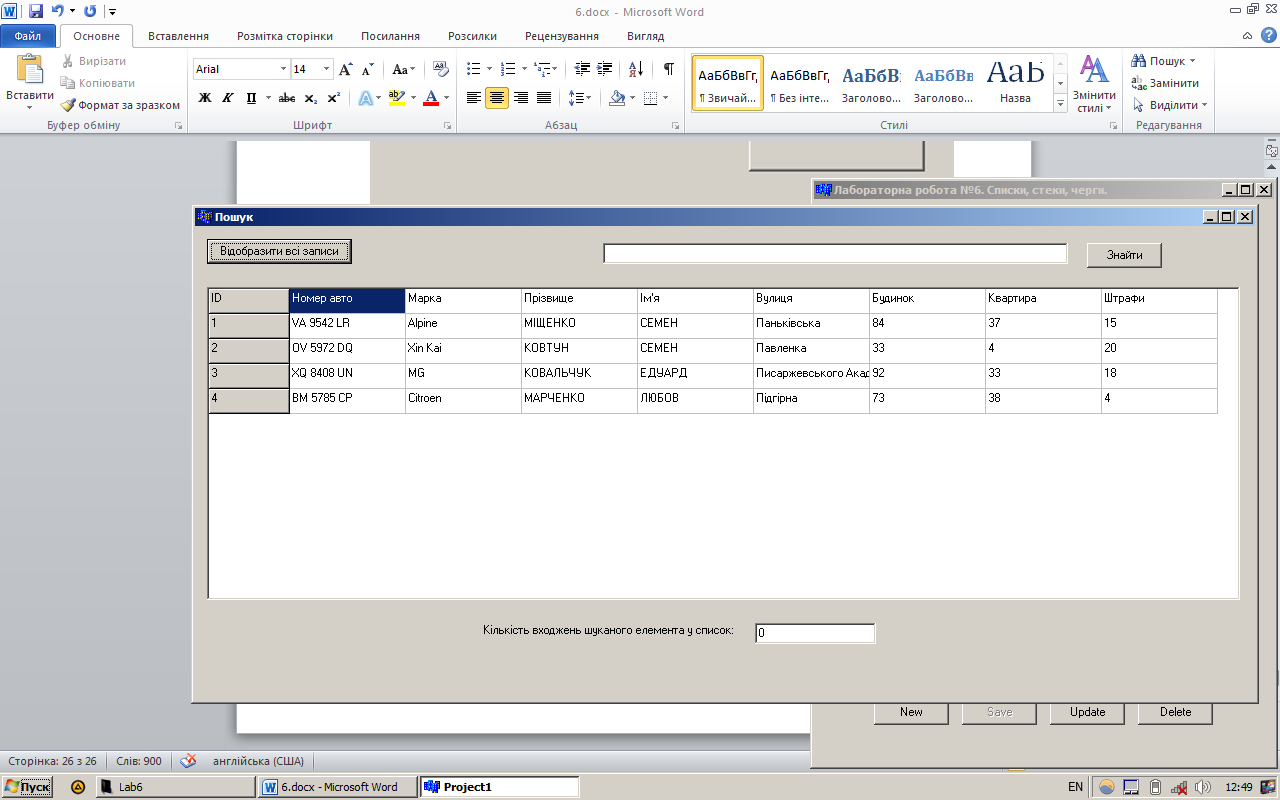 6.docx - Microsoft Word
Файл Основне Вставлення Розмітка сторінки Посилання Розсилки Рецензування Вигляд
Вставити
Вирізати
Копіювати
Формат за зразком
Буфер обміну
Arial 14
Ж К П abc x₂ x²
Шрифт
Абзац
АаБбВвГг, АаБбВвГг, АаБбВ АаБбВв АаБ
¶ Звичай... ¶ Без інте... Заголово... Заголово... Назва
Змінити стилі
Стилі
Пошук
Замінити
Виділити
Редагування
Лабораторна робота №6. Списки, стеки, черги.
Пошук
Відобразити всі записи Знайти
ID Номер авто Марка Прізвище Ім'я Вулиця Будинок Квартира Штрафи
1 VA 9542 LR Alpine МІЩЕНКО СЕМЕН Паньківська 84 37 15
2 OV 5972 DQ Xin Kai КОВТУН СЕМЕН Павленка 33 4 20
3 XQ 8408 UN MG КОВАЛЬЧУК ЕДУАРД Писаржевського Акад 92 33 18
4 BM 5785 CP Citroen МАРЧЕНКО ЛЮБОВ Підгірна 73 38 4
Кількість входжень шуканого елемента у список: 0
New Save Update Delete
Сторінка: 26 з 26 Слів: 900 англійська (США)
Пуск Lab6 6.docx - Microsoft Word Project1 EN 12:49